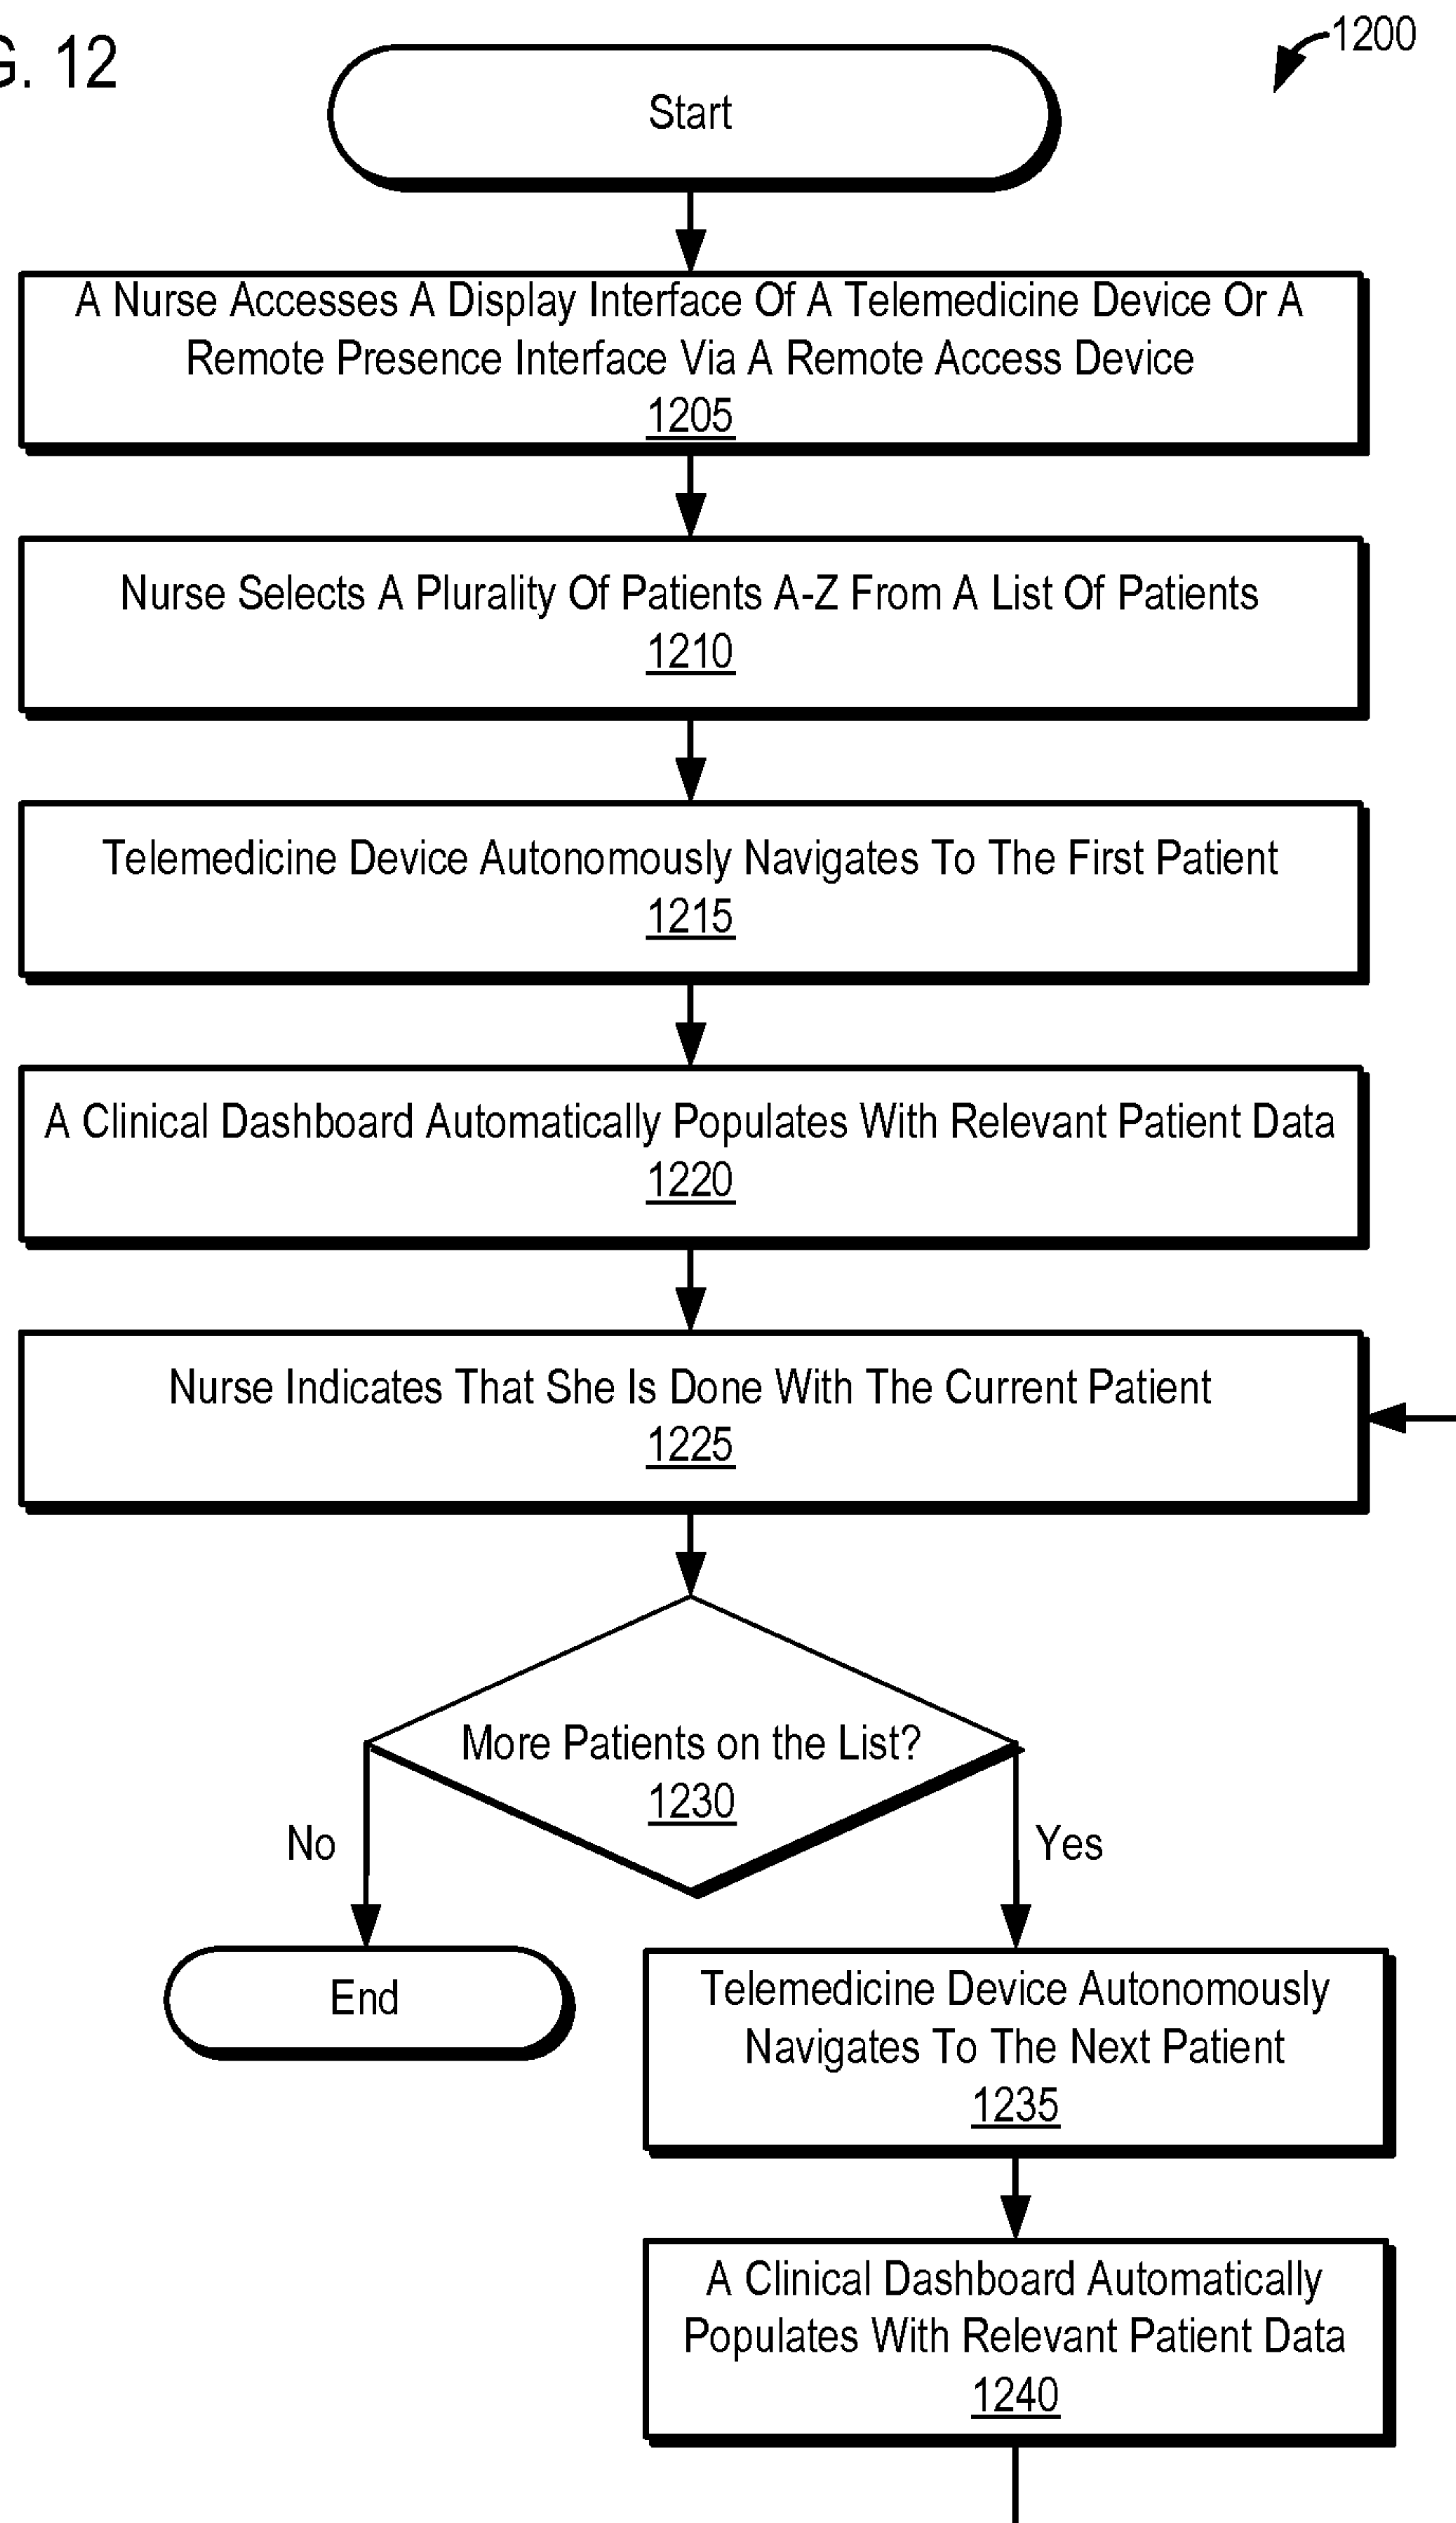 G. 12
1200
Start
A Nurse Accesses A Display Interface Of A Telemedicine Device Or A
Remote Presence Interface Via A Remote Access Device
1205
Nurse Selects A Plurality Of Patients A-Z From A List Of Patients
1210
Telemedicine Device Autonomously Navigates To The First Patient
1215
A Clinical Dashboard Automatically Populates With Relevant Patient Data
1220
Nurse Indicates That She Is Done With The Current Patient
1225
More Patients on the List?
1230
No
Yes
End
Telemedicine Device Autonomously
Navigates To The Next Patient
1235
A Clinical Dashboard Automatically
Populates With Relevant Patient Data
1240